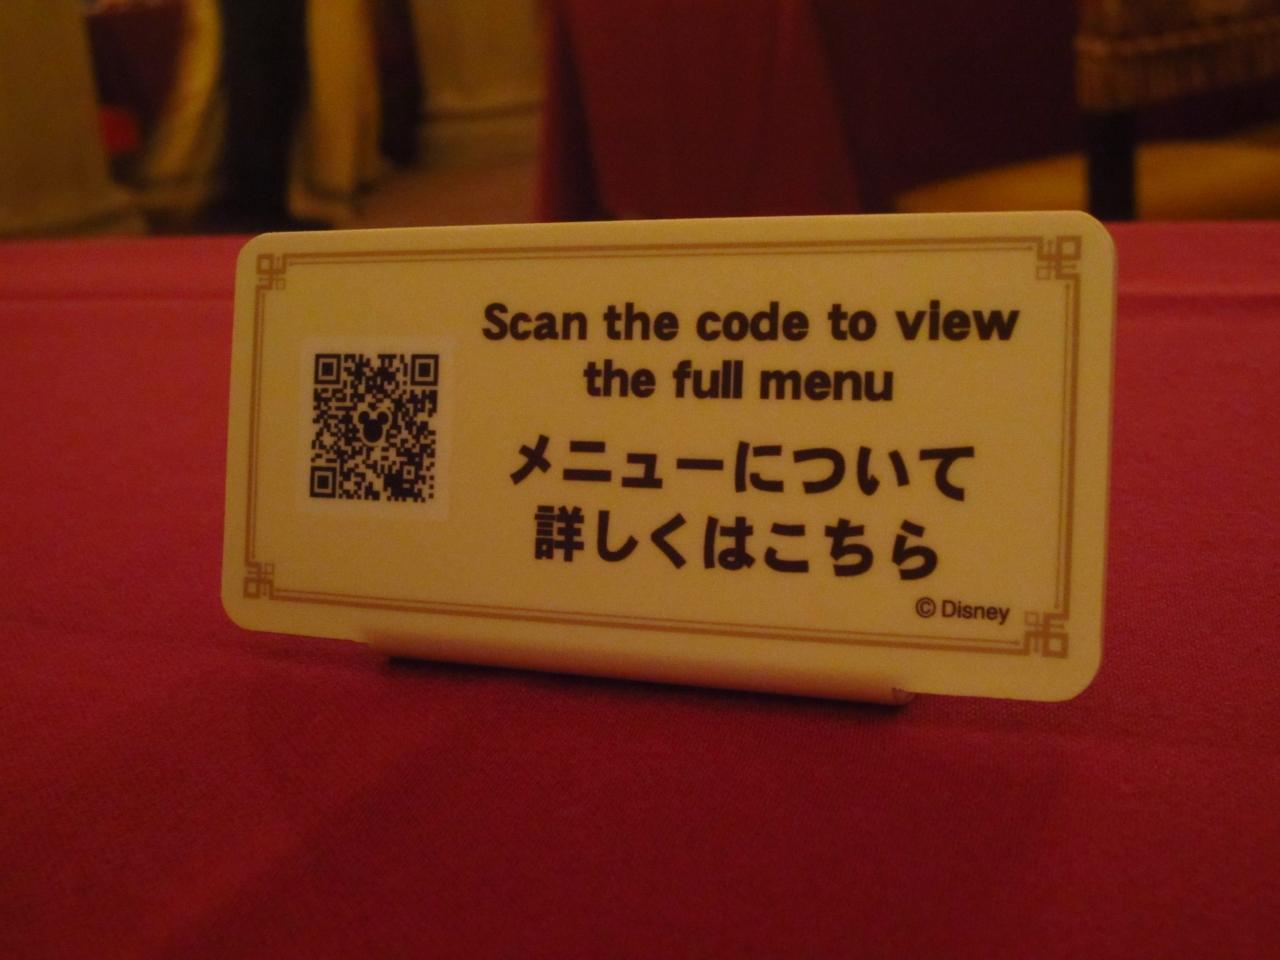 Scan the code to view
the full menu
メニューについて
詳しくはこちら
© Disney